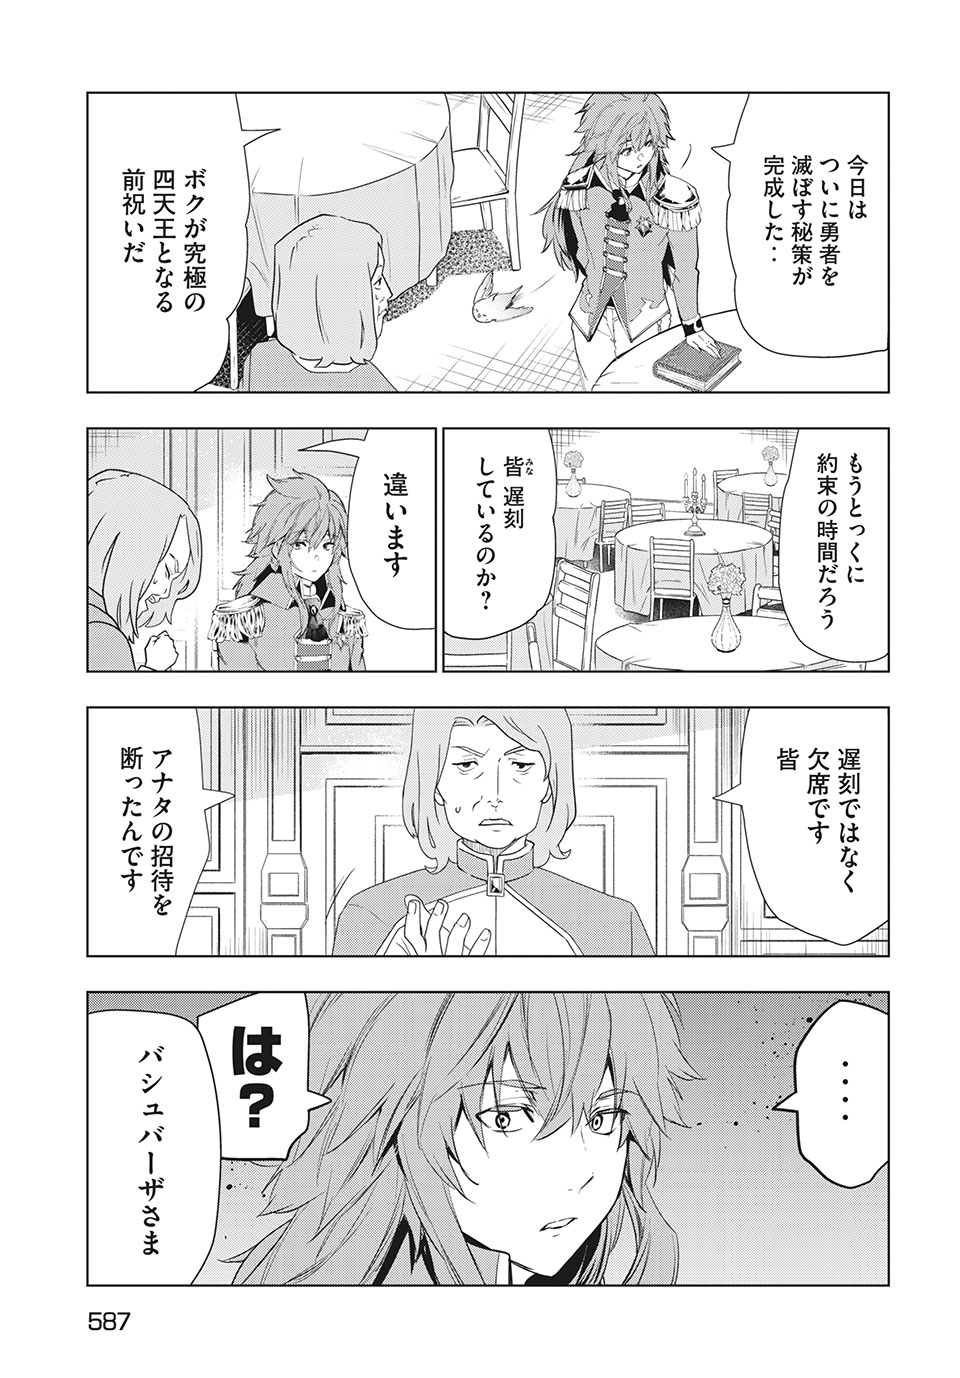 今日は
ついに勇者を
滅ぼす秘策が
完成した‥
ボクが究極の
四天王となる
前祝いだ
もうとっくに
約束の時間だろう
皆 遅刻
みな
しているのか？
違います
遅刻ではなく
欠席です
皆
アナタの招待を
断ったんです
‥‥
は？
バシュバーザさま
587